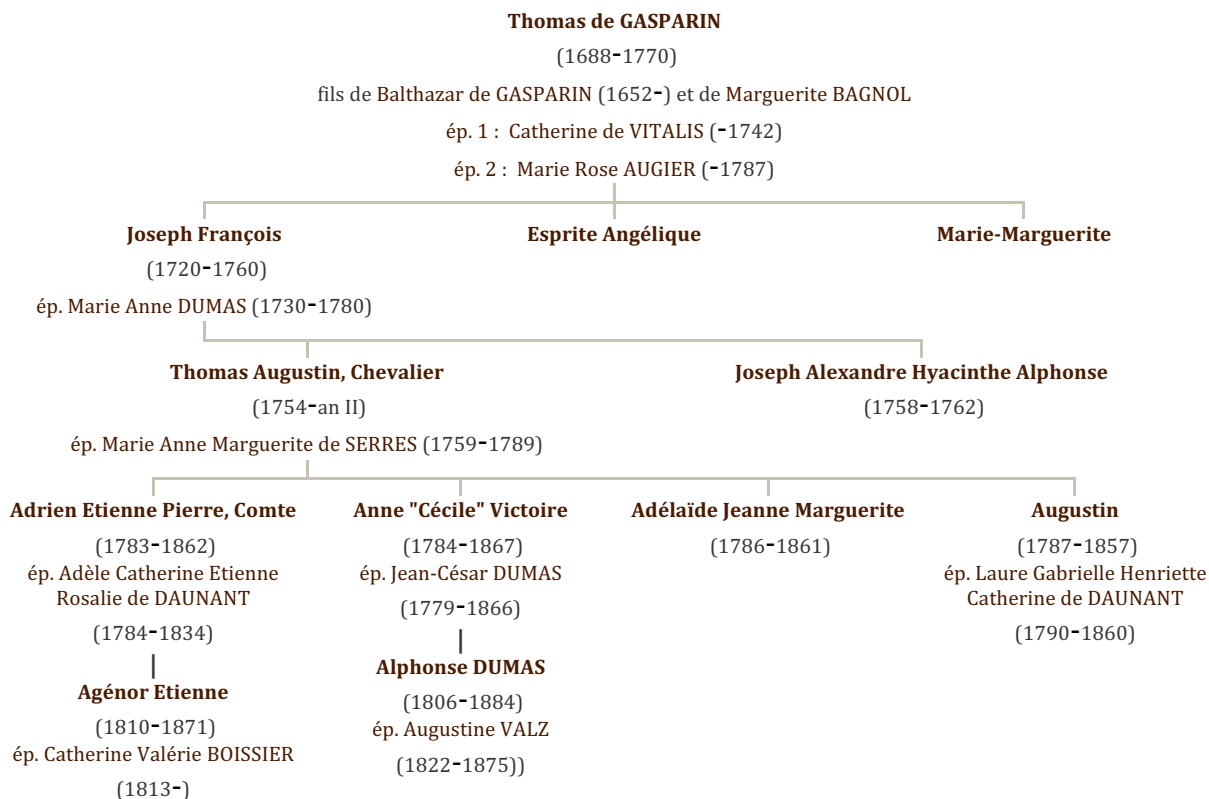 Thomas de GASPARIN
(1688-1770)
fils de Balthazar de GASPARIN (1652-) et de Marguerite BAGNOL
ép. 1 : Catherine de VITALIS (-1742)
ép. 2 : Marie Rose AUGIER (-1787)
Joseph François
(1720-1760)
ép. Marie Anne DUMAS (1730-1780)
Esprite Angélique
Marie-Marguerite
Thomas Augustin, Chevalier
(1754-an II)
ép. Marie Anne Marguerite de SERRES (1759-1789)
Joseph Alexandre Hyacinthe Alphonse
(1758-1762)
Adrien Etienne Pierre, Comte
(1783-1862)
ép. Adèle Catherine Etienne
Rosalie de DAUNANT
(1784-1834)
Agénor Etienne
(1810-1871)
ép. Catherine Valérie BOISSIER
(1813-)
Anne "Cécile" Victoire
(1784-1867)
ép. Jean-César DUMAS
(1779-1866)
Alphonse DUMAS
(1806-1884)
ép. Augustine VALZ
(1822-1875))
Adélaïde Jeanne Marguerite
(1786-1861)
Augustin
(1787-1857)
ép. Laure Gabrielle Henriette
Catherine de DAUNANT
(1790-1860)